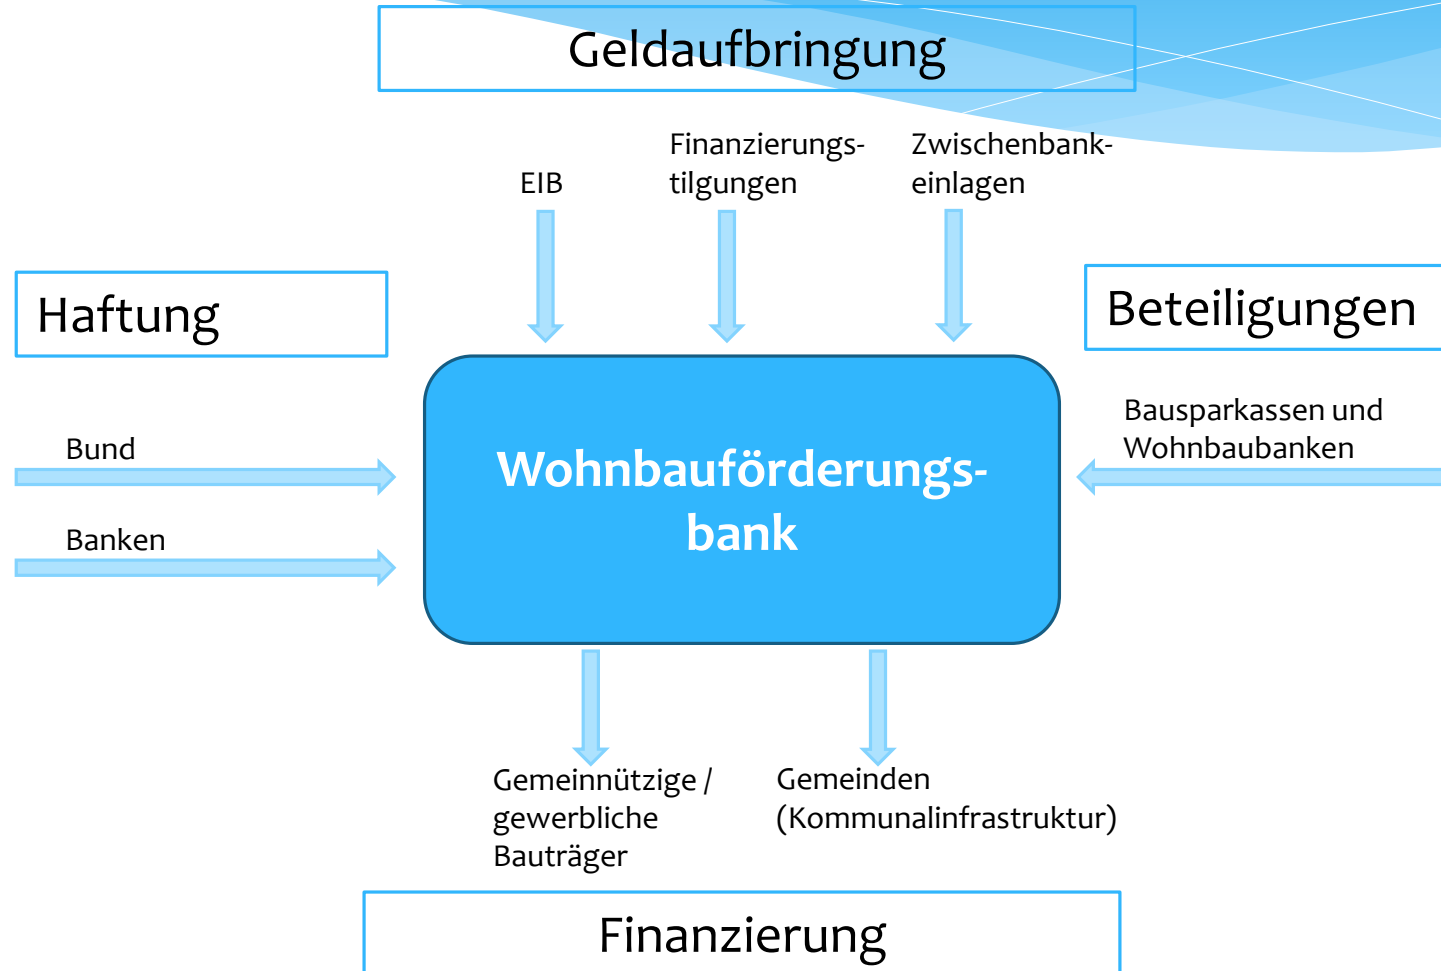 Geldaufbringung
EIB
Finanzierungs-
tilgungen
Zwischenbank-
einlagen
Haftung
Beteiligungen
Bund
Banken
Wohnbauförderungs-
bank
Bausparkassen und
Wohnbaubanken
Gemeinnützige /
gewerbliche
Bauträger
Gemeinden
(Kommunalinfrastruktur)
Finanzierung